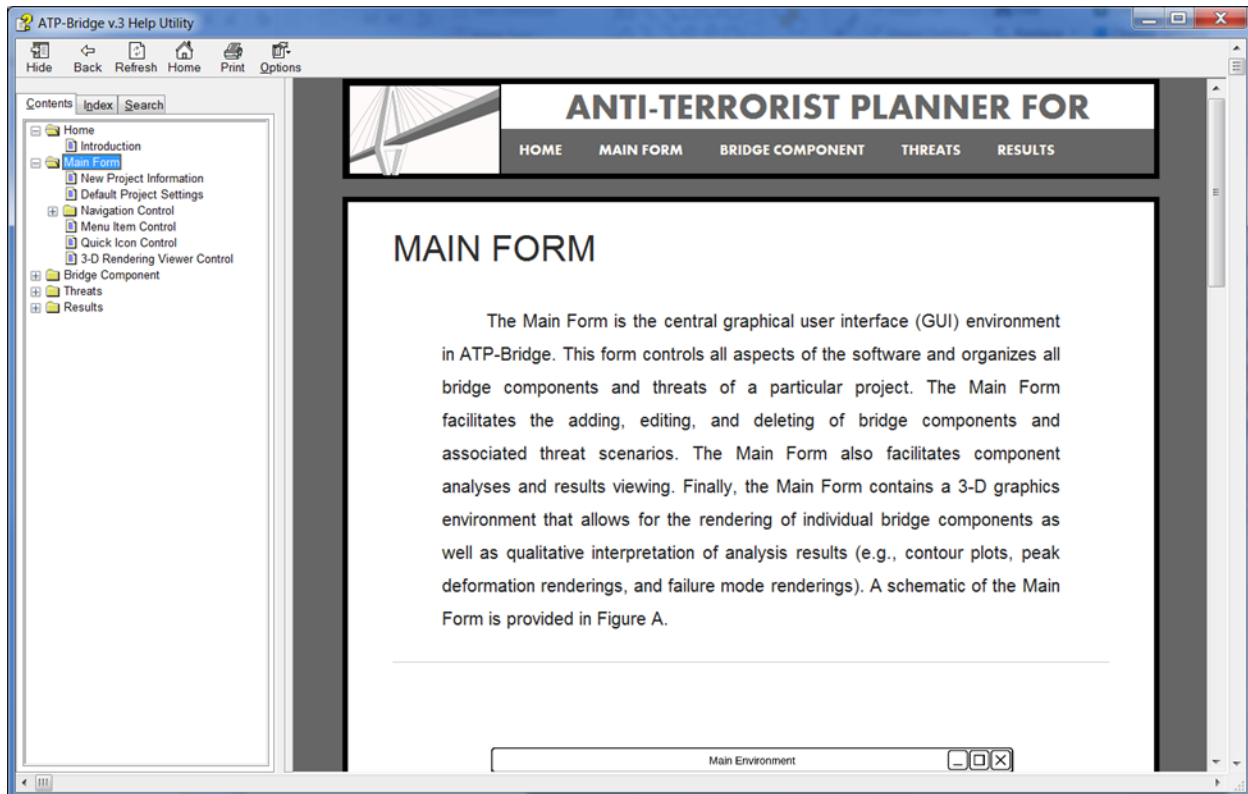 ATP-Bridge v.3 Help Utility
Hide Back Refresh Home Print Options
Contents Index Search
Home
Introduction
Main Form
New Project Information
Default Project Settings
Navigation Control
Menu Item Control
Quick Icon Control
3-D Rendering Viewer Control
Bridge Component
Threats
Results
ANTI-TERRORIST PLANNER FOR
HOME MAIN FORM BRIDGE COMPONENT THREATS RESULTS
MAIN FORM
The Main Form is the central graphical user interface (GUI) environment
in ATP-Bridge. This form controls all aspects of the software and organizes all
bridge components and threats of a particular project. The Main Form
facilitates the adding, editing, and deleting of bridge components and
associated threat scenarios. The Main Form also facilitates component
analyses and results viewing. Finally, the Main Form contains a 3-D graphics
environment that allows for the rendering of individual bridge components as
well as qualitative interpretation of analysis results (e.g., contour plots, peak
deformation renderings, and failure mode renderings). A schematic of the Main
Form is provided in Figure A.
Main Environment